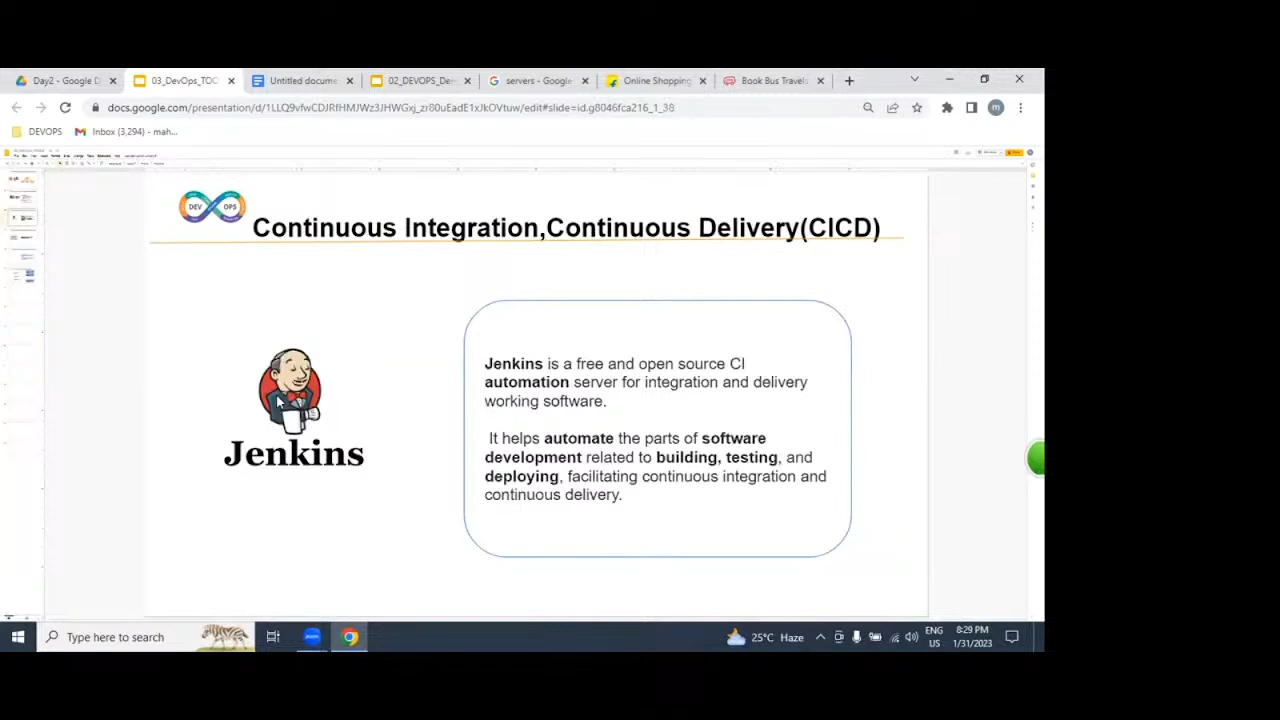 Day2 - Google D
03_DevOps_TOO
Untitled docume
02_DEVOPS_De
servers - Google
Online Shopping
Book Bus Travels
docs.google.com/presentation/d/1LLQ9vfwCDJRfHMJWz3JHWGxj_zr80uEadE1xJkOVtuw/edit#slide=id.g8046fca216_1_38
m
DEVOPS
Inbox (3,294) - mah...
DEV OPS
Continuous Integration,Continuous Delivery(CICD)
Jenkins is a free and open source CI
automation server for integration and delivery
working software.
It helps automate the parts of software
development related to building, testing, and
deploying, facilitating continuous integration and
continuous delivery.
Jenkins
Type here to search
zoom
25°C Haze
ENG
US
8:29 PM
1/31/2023